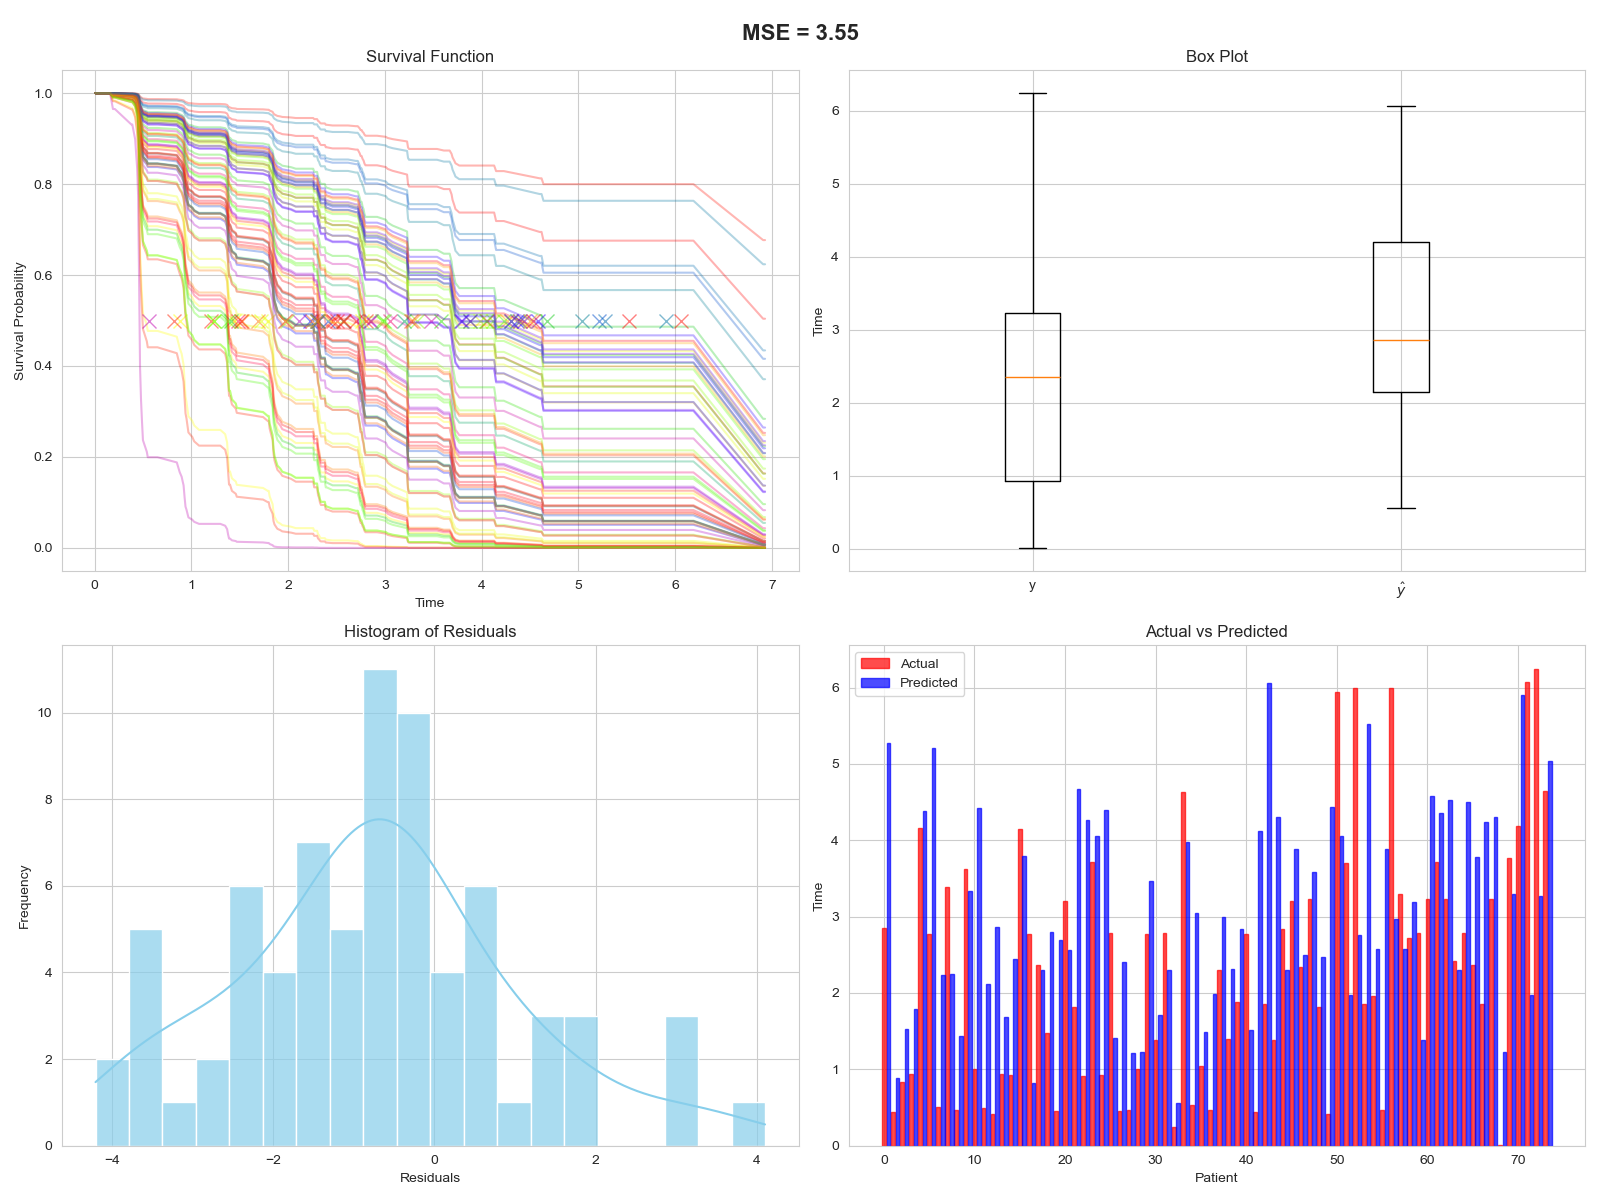 MSE = 3.55
Survival Function
1.0
0.8
0.6
0.4
0.2
0.0
Survival Probability
0 1 2 3 4 5 6 7
Time
Box Plot
6
5
4
3
2
1
0
Time
y ŷ
Histogram of Residuals
10
8
6
4
2
0
Frequency
−4 −2 0 2 4
Residuals
Actual vs Predicted
Actual
Predicted
6
5
4
3
2
1
0
Time
0 10 20 30 40 50 60 70
Patient